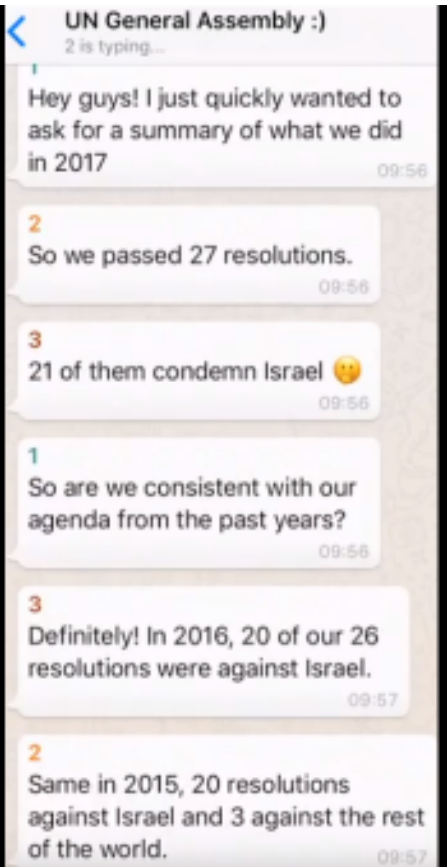 UN General Assembly :)
2 is typing...
1
Hey guys! I just quickly wanted to
ask for a summary of what we did
in 2017
09:56
2
So we passed 27 resolutions.
09:56
3
21 of them condemn Israel 🤭
09:56
1
So are we consistent with our
agenda from the past years?
09:56
3
Definitely! In 2016, 20 of our 26
resolutions were against Israel.
09:57
2
Same in 2015, 20 resolutions
against Israel and 3 against the rest
of the world.
09:57